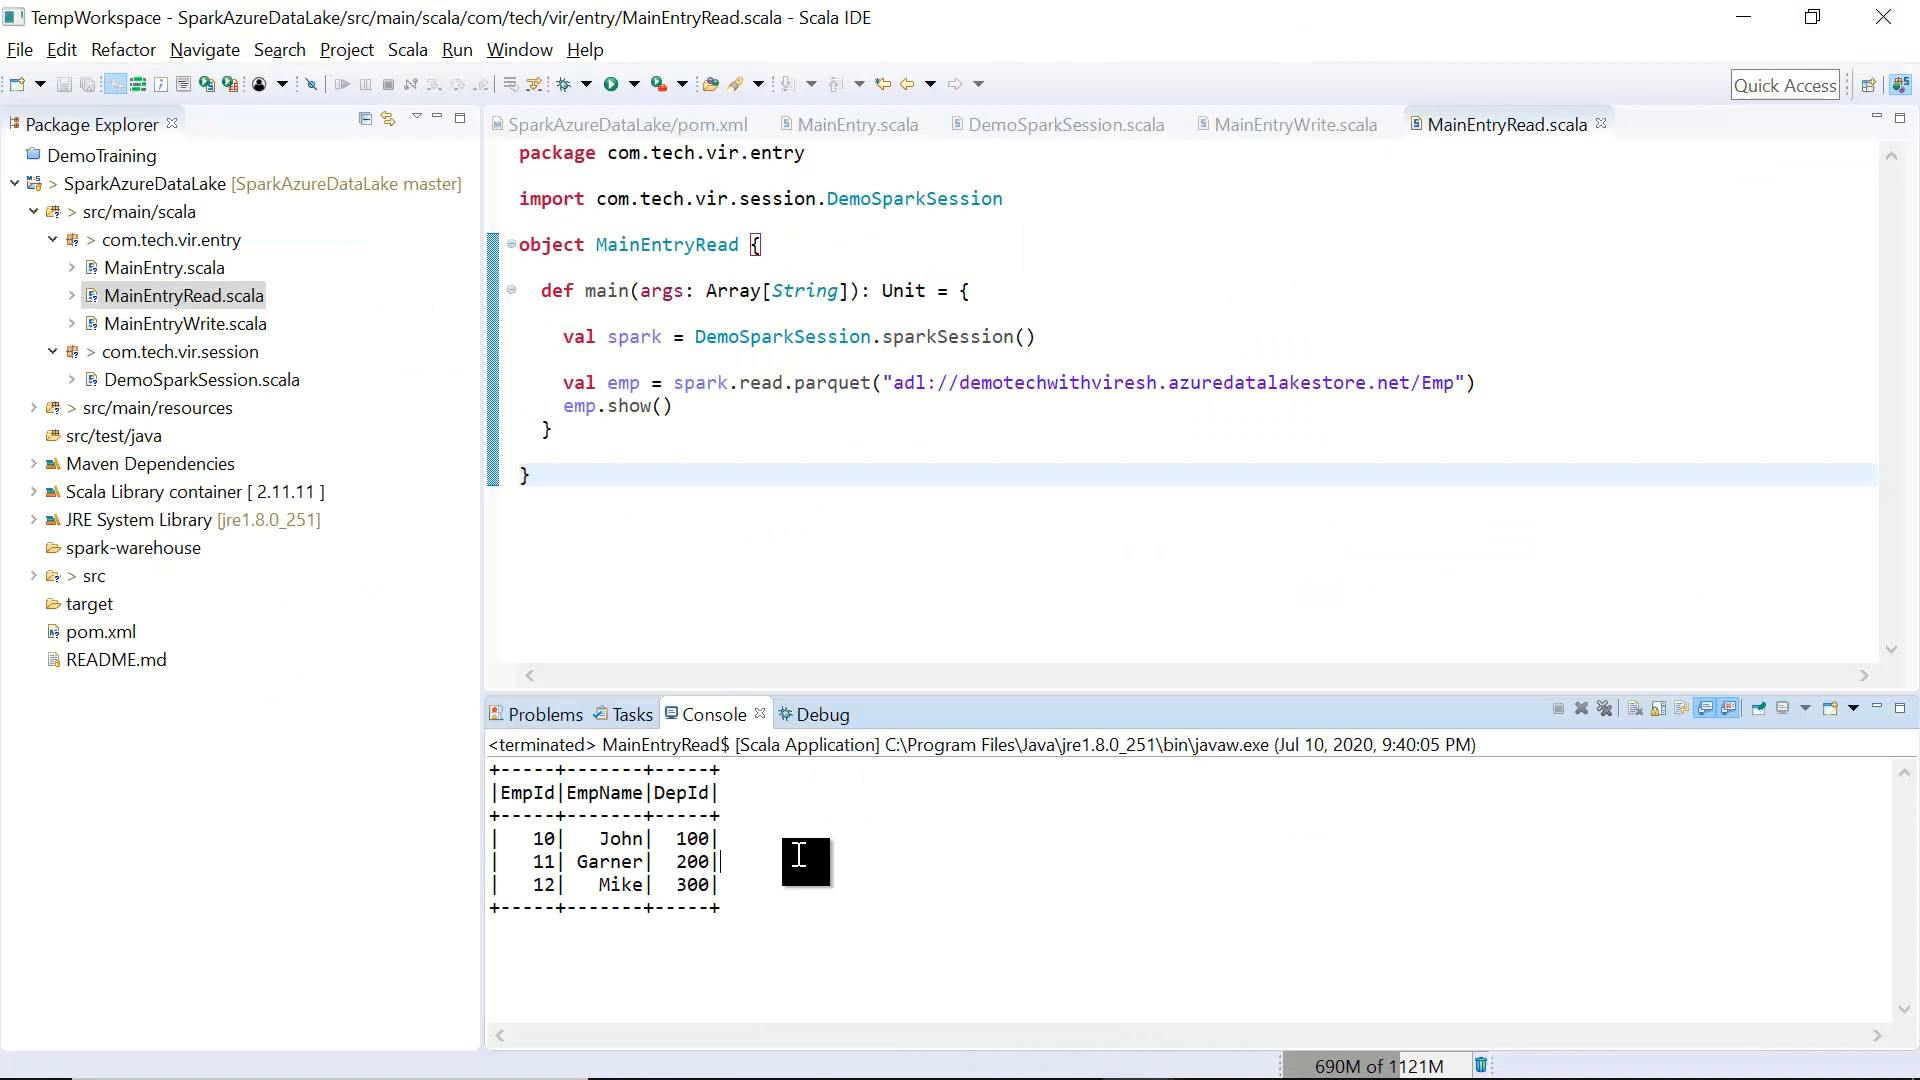 TempWorkspace - SparkAzureDataLake/src/main/scala/com/tech/vir/entry/MainEntryRead.scala - Scala IDE
File Edit Refactor Navigate Search Project Scala Run Window Help
Quick Access
Package Explorer
DemoTraining
> SparkAzureDataLake [SparkAzureDataLake master]
> src/main/scala
> com.tech.vir.entry
MainEntry.scala
MainEntryRead.scala
MainEntryWrite.scala
> com.tech.vir.session
DemoSparkSession.scala
> src/main/resources
src/test/java
Maven Dependencies
Scala Library container [ 2.11.11 ]
JRE System Library [jre1.8.0_251]
spark-warehouse
> src
target
pom.xml
README.md
SparkAzureDataLake/pom.xml MainEntry.scala DemoSparkSession.scala MainEntryWrite.scala MainEntryRead.scala
package com.tech.vir.entry
import com.tech.vir.session.DemoSparkSession
object MainEntryRead {
def main(args: Array[String]): Unit = {
val spark = DemoSparkSession.sparkSession()
val emp = spark.read.parquet("adl://demotechwithviresh.azuredatalakestore.net/Emp")
emp.show()
}
}
Problems Tasks Console Debug
<terminated> MainEntryRead$ [Scala Application] C:\Program Files\Java\jre1.8.0_251\bin\javaw.exe (Jul 10, 2020, 9:40:05 PM)
+-----+-------+-----+
|EmpId|EmpName|DepId|
+-----+-------+-----+
|   10|   John|  100|
|   11| Garner|  200|
|   12|   Mike|  300|
+-----+-------+-----+
690M of 1121M